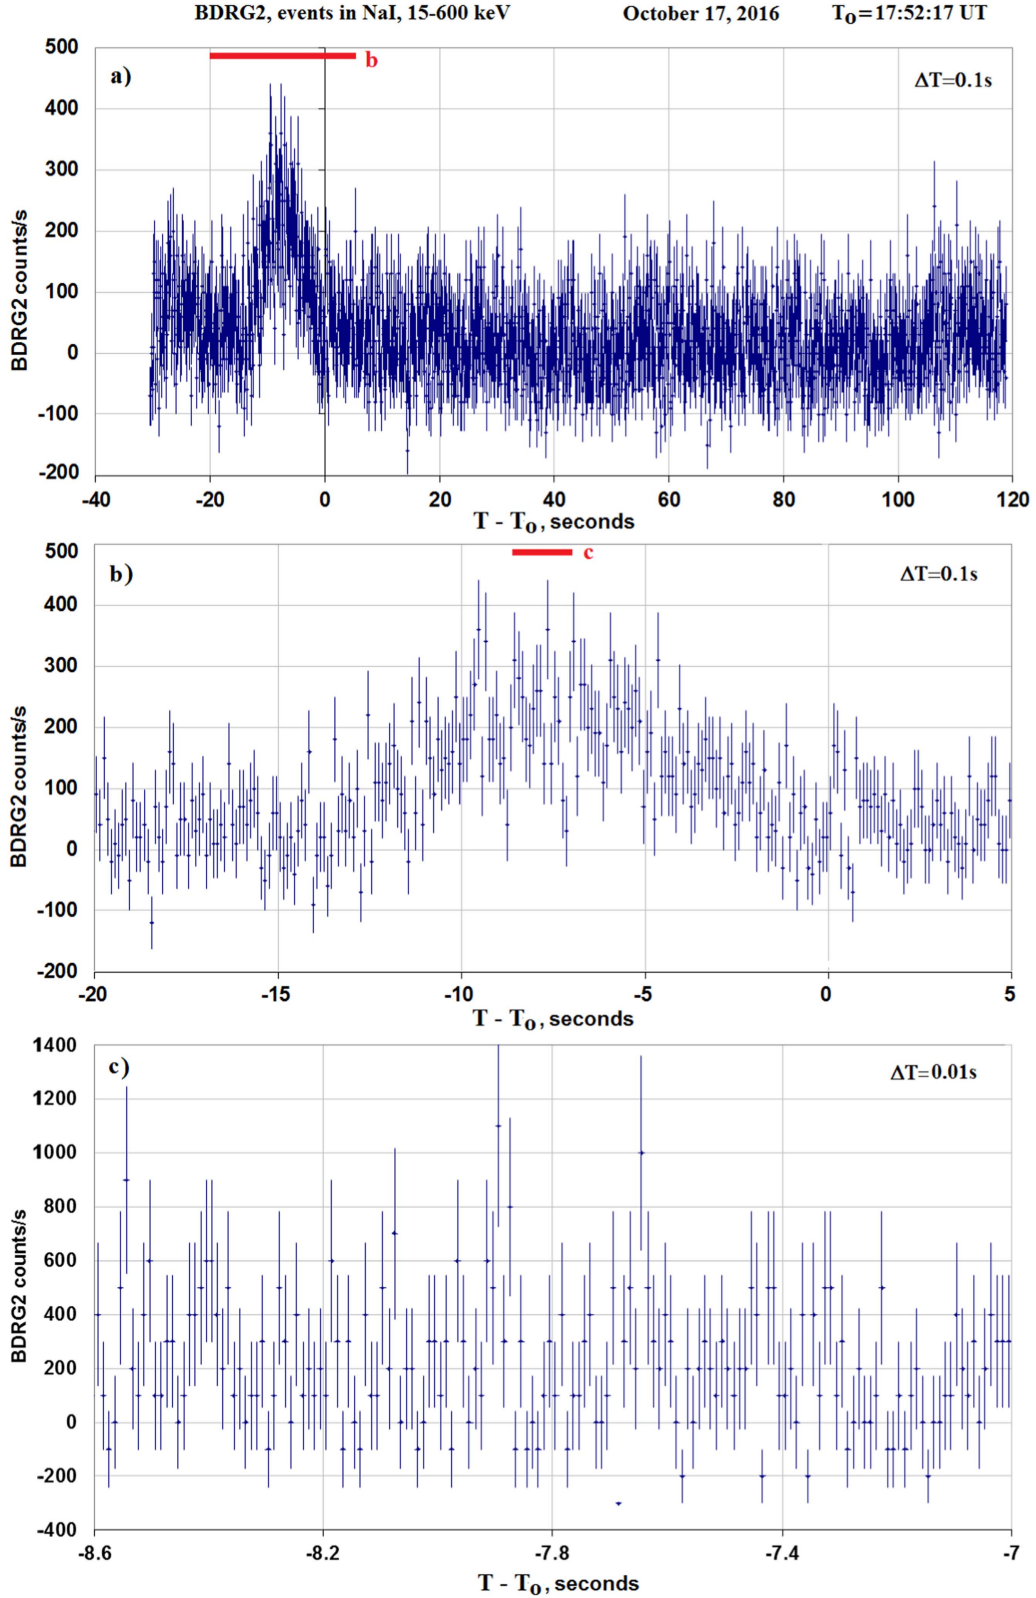 BDRG2, events in NaI, 15-600 keV October 17, 2016 To=17:52:17 UT
a)
b
ΔT=0.1s
BDRG2 counts/s
500
400
300
200
100
0
-100
-200
-40 -20 0 20 40 60 80 100 120
T - To, seconds
b)
c
ΔT=0.1s
BDRG2 counts/s
500
400
300
200
100
0
-100
-200
-20 -15 -10 -5 0 5
T - To, seconds
c)
ΔT=0.01s
BDRG2 counts/s
1400
1200
1000
800
600
400
200
0
-200
-400
-8.6 -8.2 -7.8 -7.4 -7
T - To, seconds